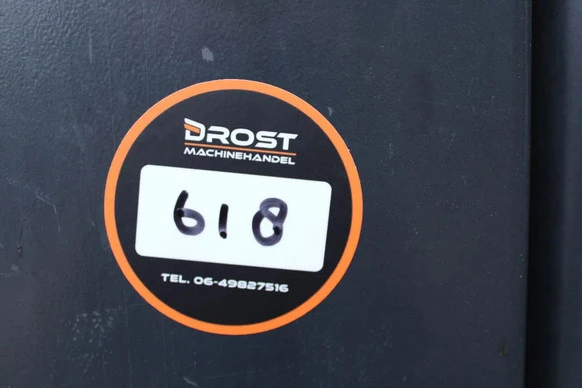 DROST
MACHINEHANDEL
618
TEL. 06-49827516